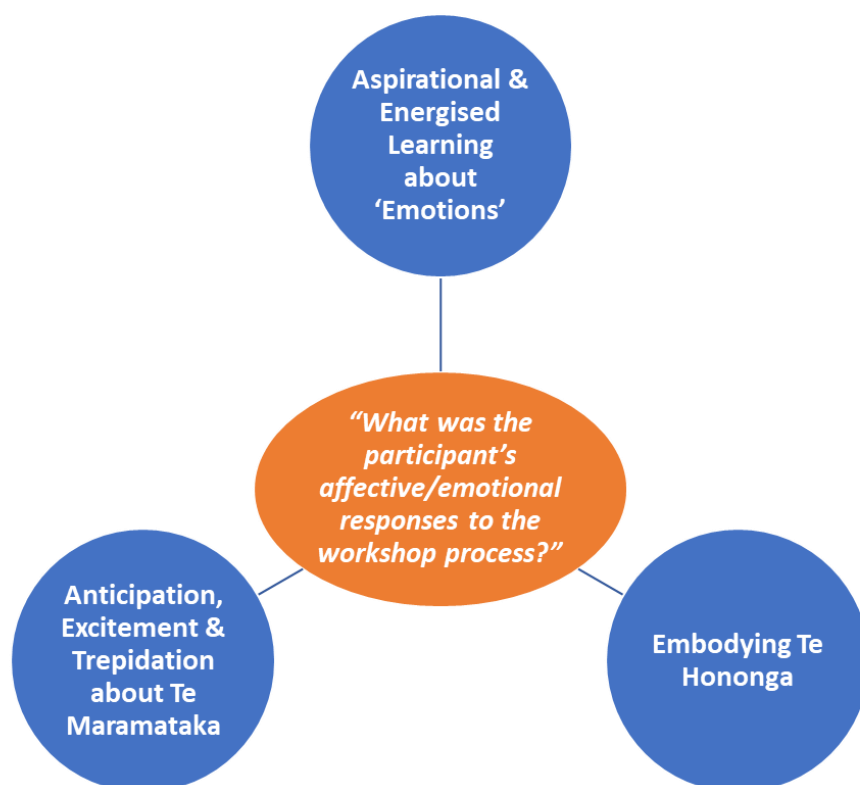 Aspirational &
Energised
Learning
about
‘Emotions’
“What was the
participant’s
affective/emotional
responses to the
workshop process?”
Anticipation,
Excitement &
Trepidation
about Te
Maramataka
Embodying Te
Hononga